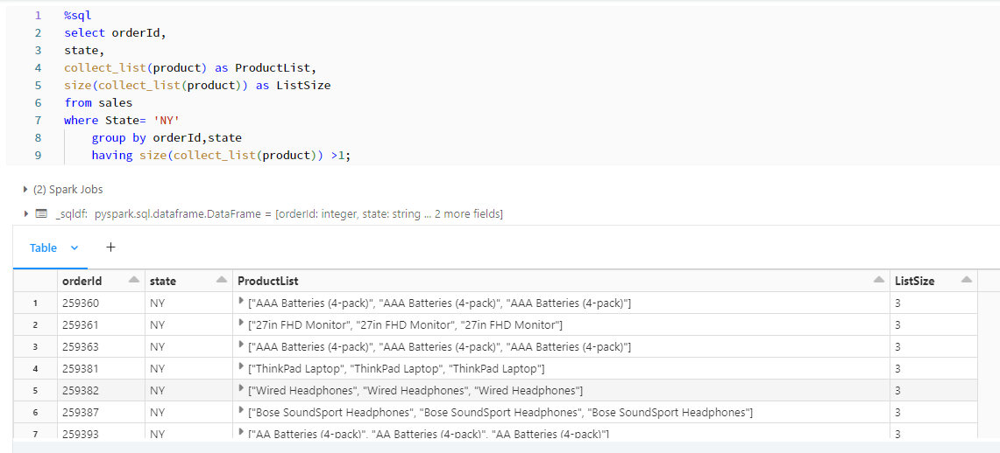 1 %sql
2 select orderId,
3 state,
4 collect_list(product) as ProductList,
5 size(collect_list(product)) as ListSize
6 from sales
7 where State= 'NY'
8 group by orderId,state
9 having size(collect_list(product)) >1;
(2) Spark Jobs
_sqldf: pyspark.sql.dataframe.DataFrame = [orderId: integer, state: string ... 2 more fields]
Table +
orderId state ProductList ListSize
1 259360 NY ["AAA Batteries (4-pack)", "AAA Batteries (4-pack)", "AAA Batteries (4-pack)"] 3
2 259361 NY ["27in FHD Monitor", "27in FHD Monitor", "27in FHD Monitor"] 3
3 259363 NY ["AAA Batteries (4-pack)", "AAA Batteries (4-pack)", "AAA Batteries (4-pack)"] 3
4 259381 NY ["ThinkPad Laptop", "ThinkPad Laptop", "ThinkPad Laptop"] 3
5 259382 NY ["Wired Headphones", "Wired Headphones", "Wired Headphones"] 3
6 259387 NY ["Bose SoundSport Headphones", "Bose SoundSport Headphones", "Bose SoundSport Headphones"] 3
7 259393 NY ["AA Batteries (4-pack)", "AA Batteries (4-pack)", "AA Batteries (4-pack)"] 3